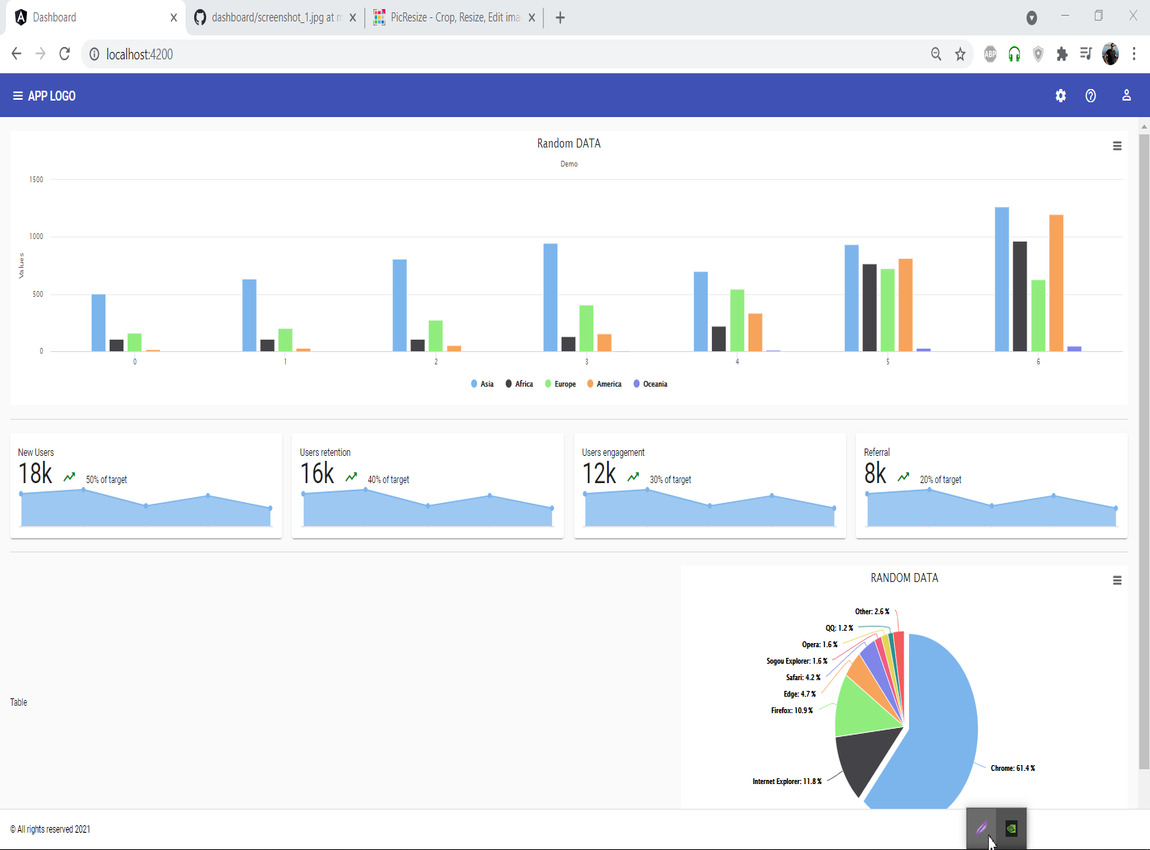 Dashboard
dashboard/screenshot_1.jpg at m
PicResize - Crop, Resize, Edit ima
localhost:4200
ABP
APP LOGO
Random DATA
Demo
Values
1500
1000
500
0
0 1 2 3 4 5 6
Asia Africa Europe America Oceania
New Users
18k 50% of target
Users retention
16k 40% of target
Users engagement
12k 30% of target
Referral
8k 20% of target
Table
RANDOM DATA
Other: 2.6 %
QQ: 1.2 %
Opera: 1.6 %
Sogou Explorer: 1.6 %
Safari: 4.2 %
Edge: 4.7 %
Firefox: 10.9 %
Internet Explorer: 11.8 %
Chrome: 61.4 %
© All rights reserved 2021